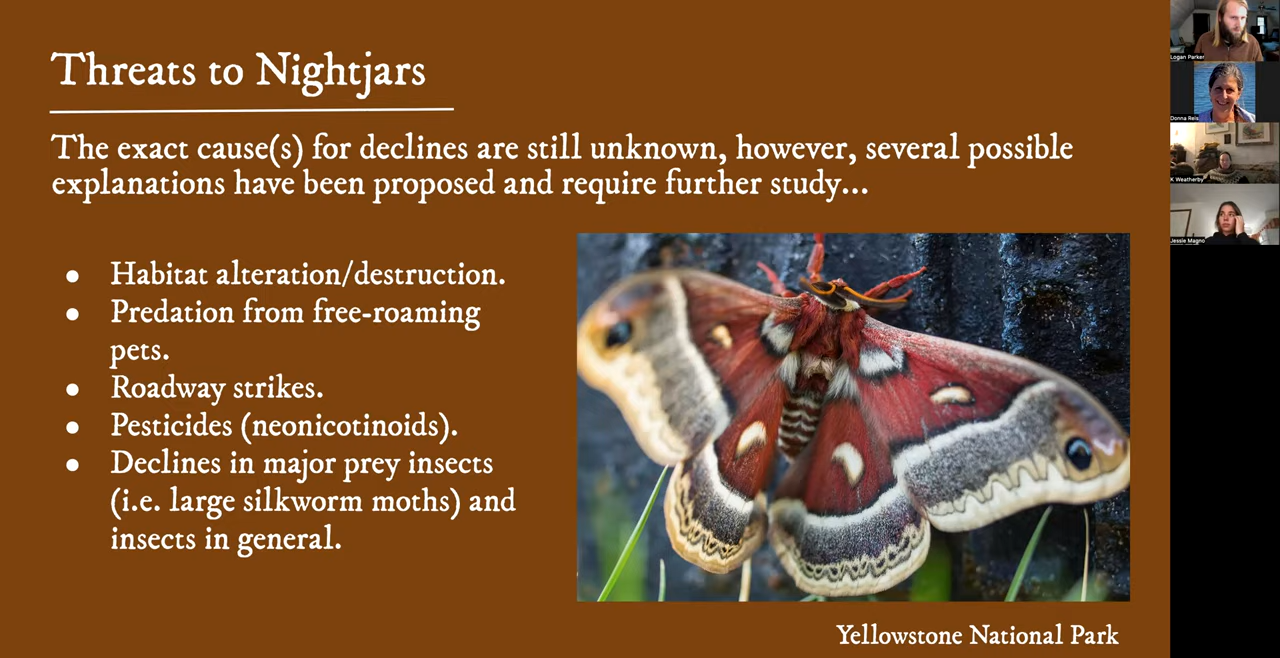 Threats to Nightjars
The exact cause(s) for declines are still unknown, however, several possible
explanations have been proposed and require further study...
● Habitat alteration/destruction.
● Predation from free-roaming
pets.
● Roadway strikes.
● Pesticides (neonicotinoids).
● Declines in major prey insects
(i.e. large silkworm moths) and
insects in general.
Yellowstone National Park
Logan Parker
Donna Reis
K Weatherby
Jessie Magno